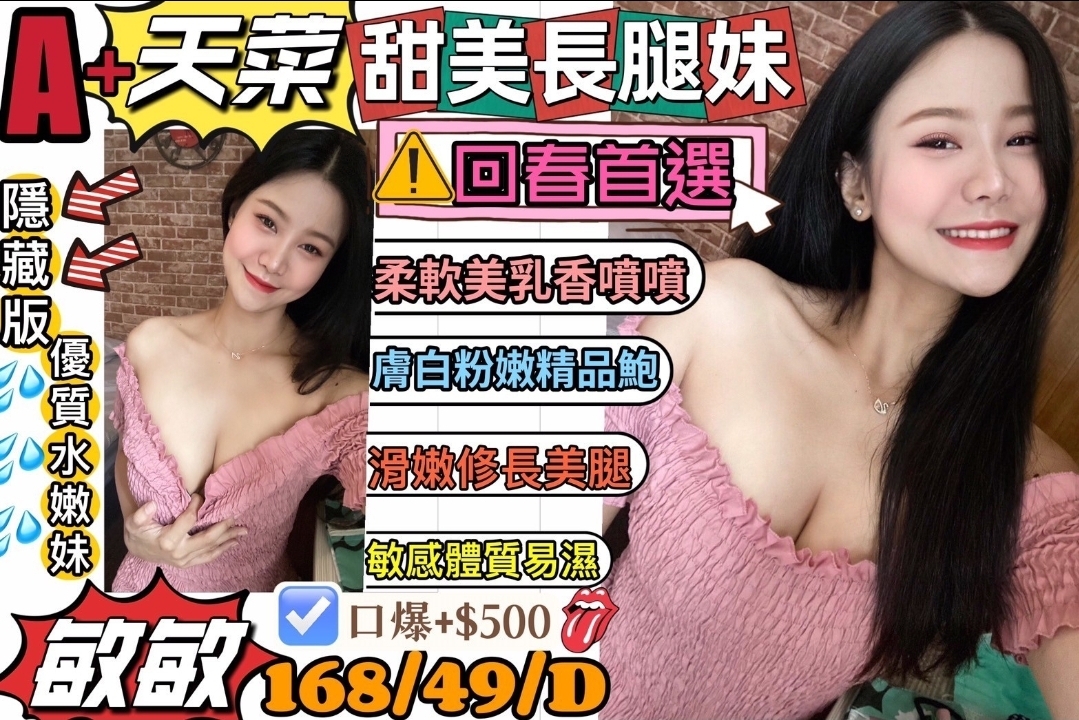 A+天菜
甜美長腿妹
回春首選
隱藏版
優質水嫩妹
柔軟美乳香噴噴
膚白粉嫩精品鮑
滑嫩修長美腿
敏感體質易濕
口爆+$500
敏敏
168/49/D